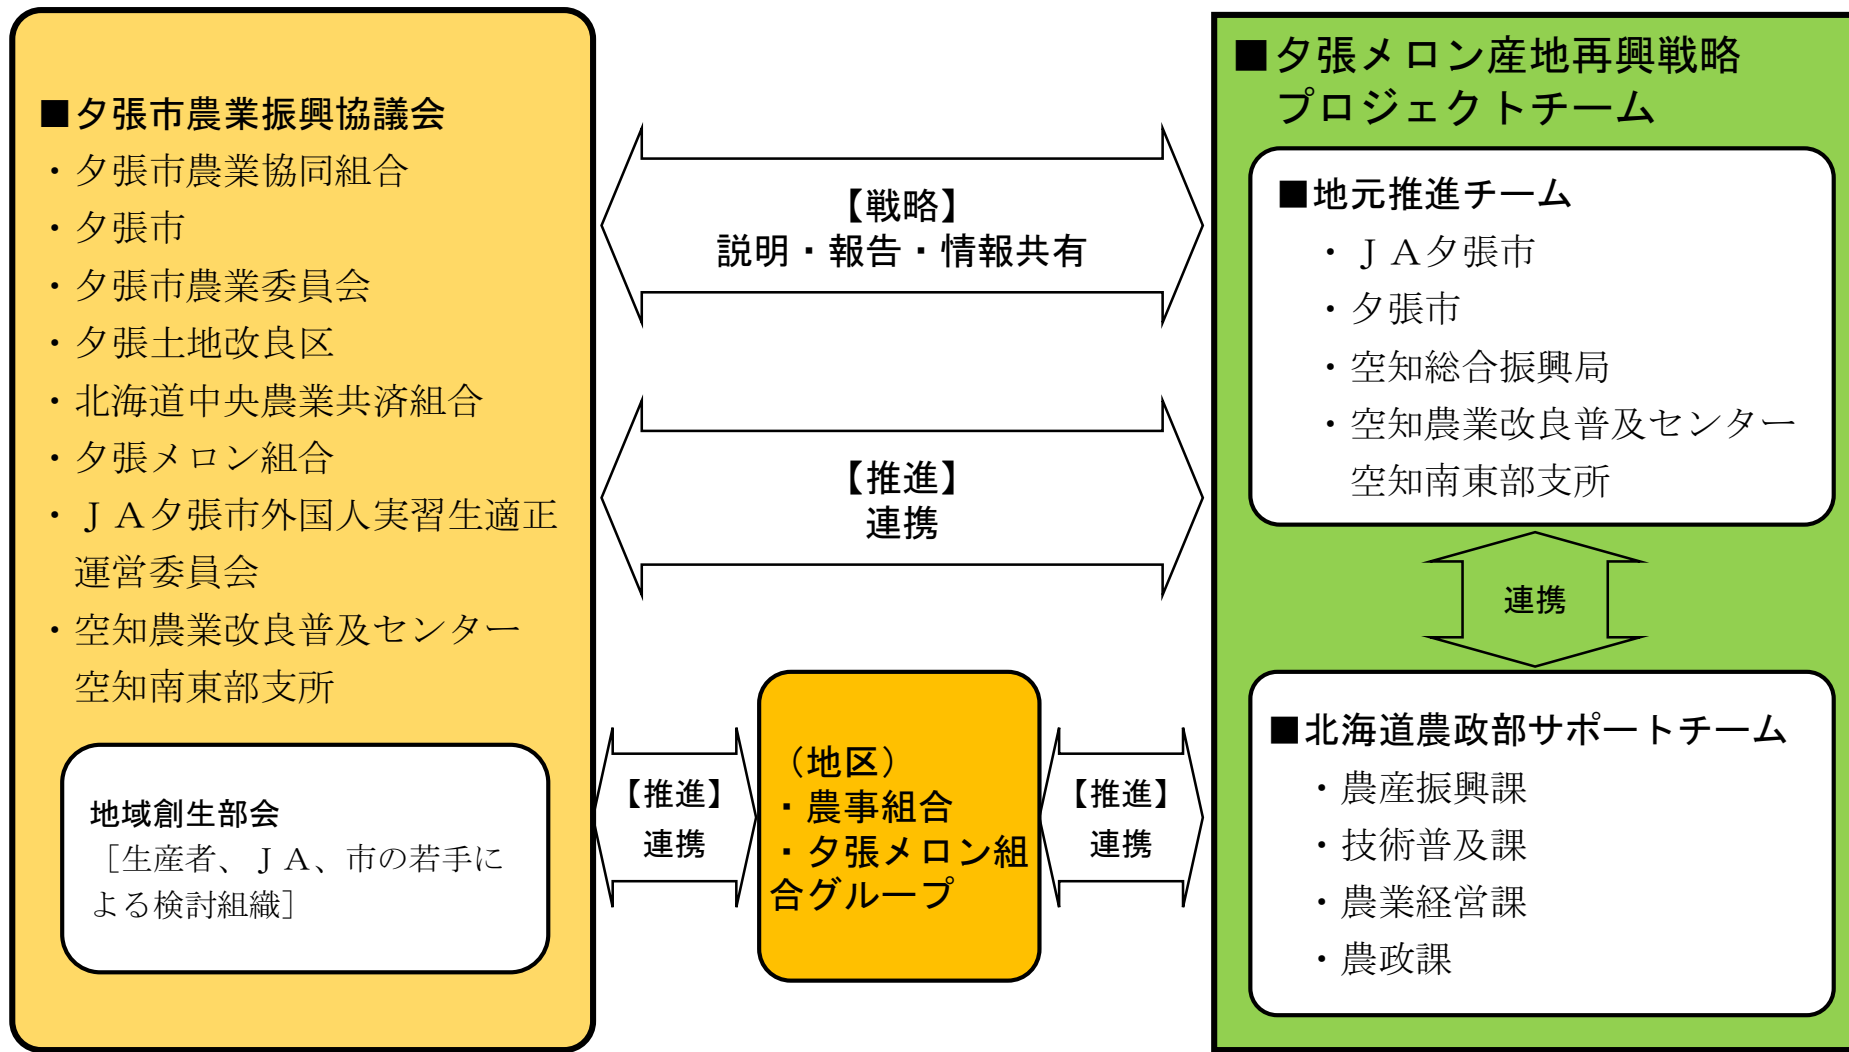 ■夕張市農業振興協議会
・夕張市農業協同組合
・夕張市
・夕張市農業委員会
・夕張土地改良区
・北海道中央農業共済組合
・夕張メロン組合
・ＪＡ夕張市外国人実習生適正
運営委員会
・空知農業改良普及センター
空知南東部支所
地域創生部会
［生産者、ＪＡ、市の若手に
よる検討組織］
【戦略】
説明・報告・情報共有
【推進】
連携
【推進】
連携
（地区）
・農事組合
・夕張メロン組
合グループ
【推進】
連携
■夕張メロン産地再興戦略
プロジェクトチーム
■地元推進チーム
・ＪＡ夕張市
・夕張市
・空知総合振興局
・空知農業改良普及センター
空知南東部支所
連携
■北海道農政部サポートチーム
・農産振興課
・技術普及課
・農業経営課
・農政課